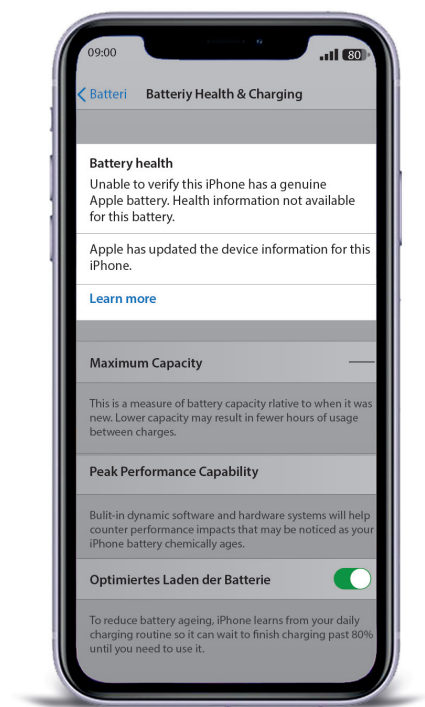 09:00
80
Batteri
Batteriy Health & Charging
Battery health
Unable to verify this iPhone has a genuine
Apple battery. Health information not available
for this battery.
Apple has updated the device information for this
iPhone.
Learn more
Maximum Capacity
This is a measure of battery capacity rlative to when it was
new. Lower capacity may result in fewer hours of usage
between charges.
Peak Performance Capability
Bulit-in dynamic software and hardware systems will help
counter performance impacts that may be noticed as your
iPhone battery chemically ages.
Optimiertes Laden der Batterie
To reduce battery ageing, iPhone learns from your daily
charging routine so it can wait to finish charging past 80%
until you need to use it.